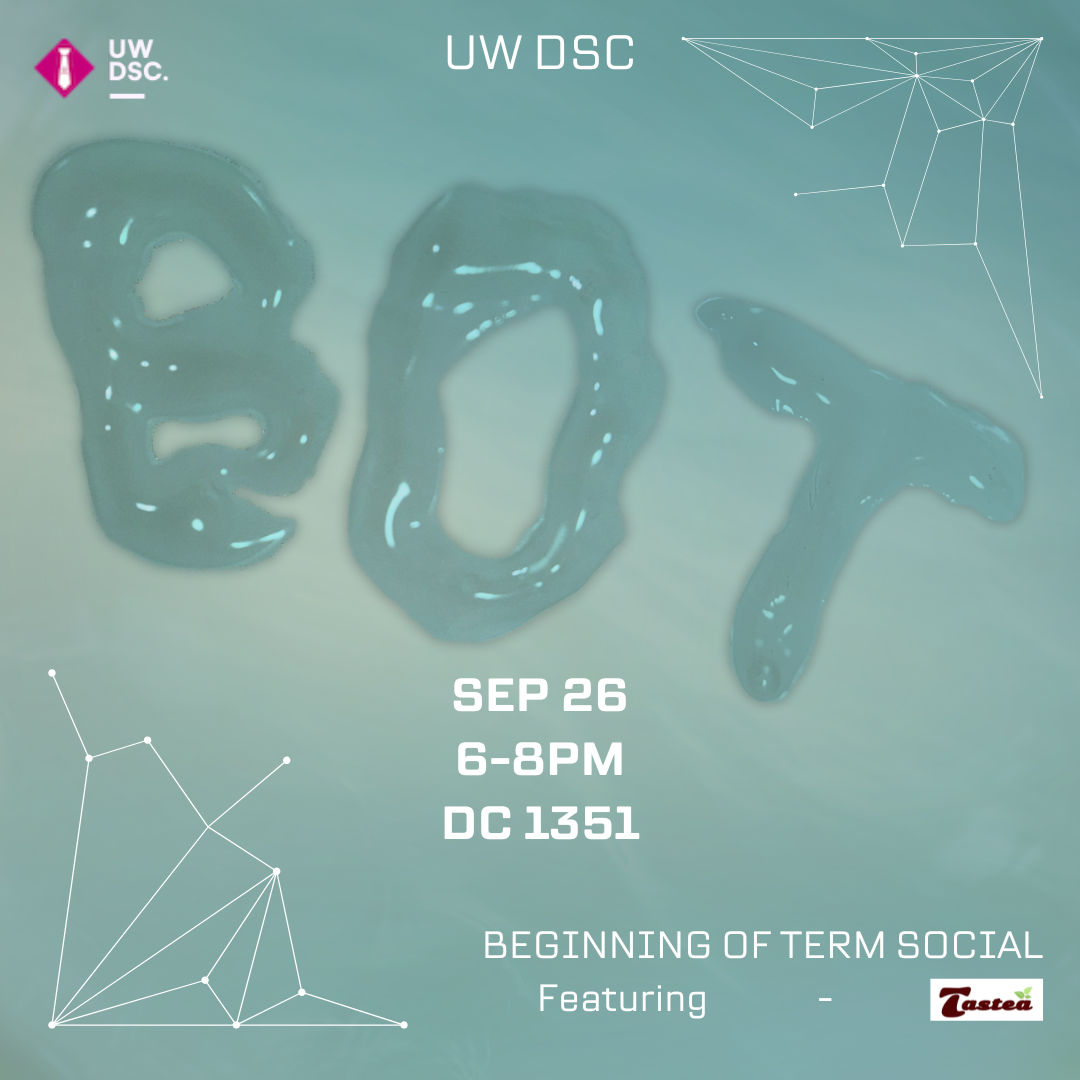 UW
DSC.
UW DSC
BOT
SEP 26
6-8PM
DC 1351
BEGINNING OF TERM SOCIAL
Featuring -
Tastea